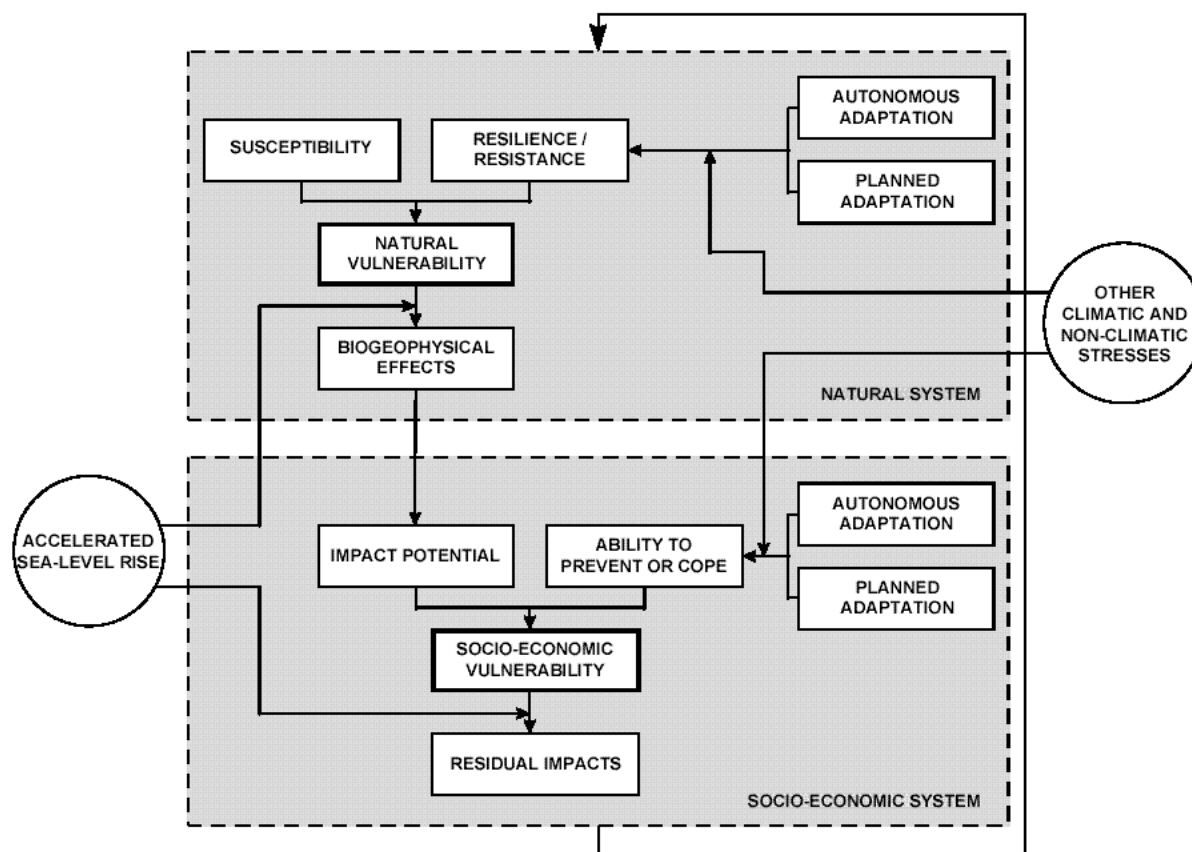 AUTONOMOUS
ADAPTATION
SUSCEPTIBILITY
RESILIENCE /
RESISTANCE
PLANNED
ADAPTATION
NATURAL
VULNERABILITY
OTHER
CLIMATIC AND
NON-CLIMATIC
STRESSES
BIOGEOPHYSICAL
EFFECTS
NATURAL SYSTEM
ACCELERATED
SEA-LEVEL RISE
IMPACT POTENTIAL
ABILITY TO
PREVENT OR COPE
AUTONOMOUS
ADAPTATION
PLANNED
ADAPTATION
SOCIO-ECONOMIC
VULNERABILITY
RESIDUAL IMPACTS
SOCIO-ECONOMIC SYSTEM